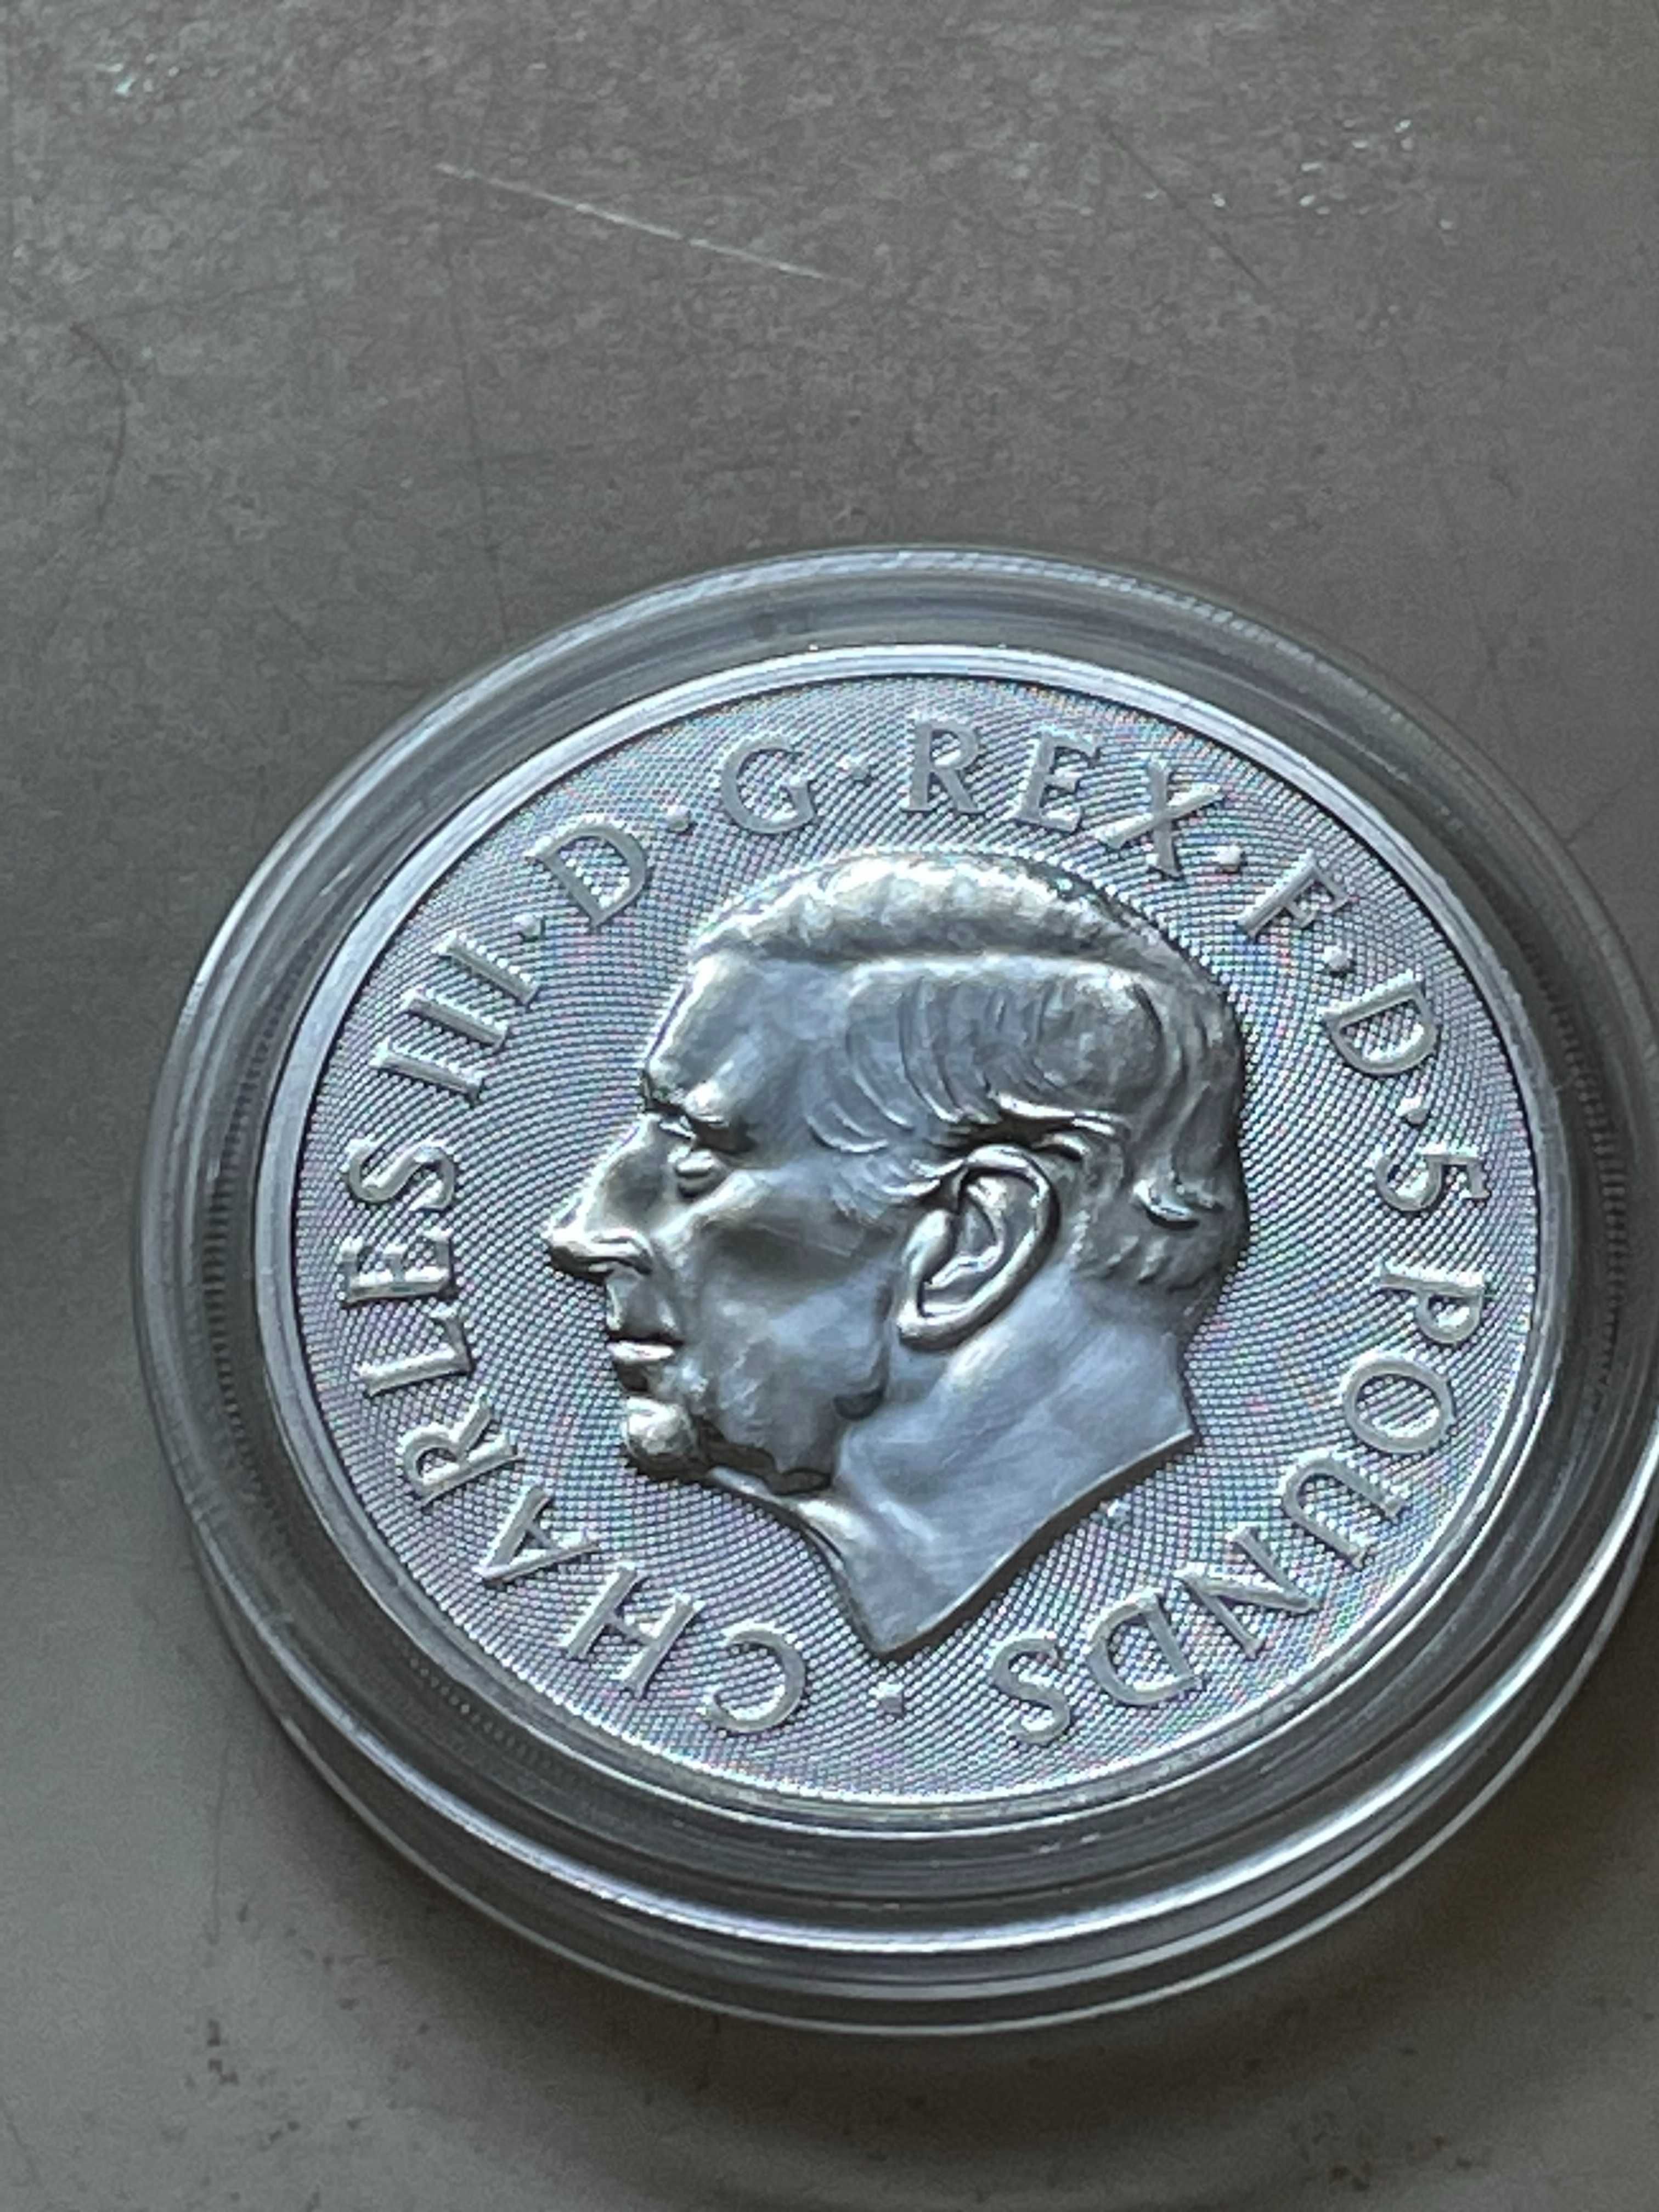 CHARLES III · D · G · REX · F · D · 5 POUNDS ·